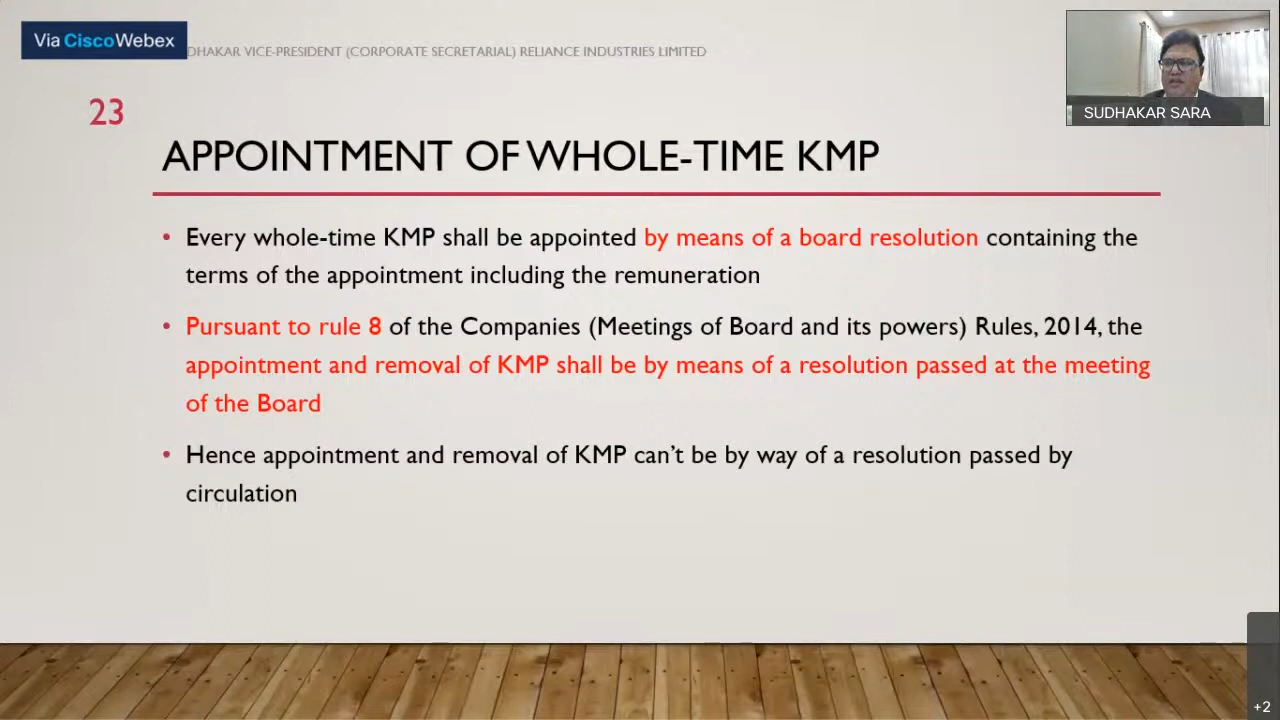 Via CiscoWebex
DHAKAR VICE-PRESIDENT (CORPORATE SECRETARIAL) RELIANCE INDUSTRIES LIMITED
SUDHAKAR SARA
23
APPOINTMENT OF WHOLE-TIME KMP
• Every whole-time KMP shall be appointed by means of a board resolution containing the
terms of the appointment including the remuneration
• Pursuant to rule 8 of the Companies (Meetings of Board and its powers) Rules, 2014, the
appointment and removal of KMP shall be by means of a resolution passed at the meeting
of the Board
• Hence appointment and removal of KMP can't be by way of a resolution passed by
circulation
+2